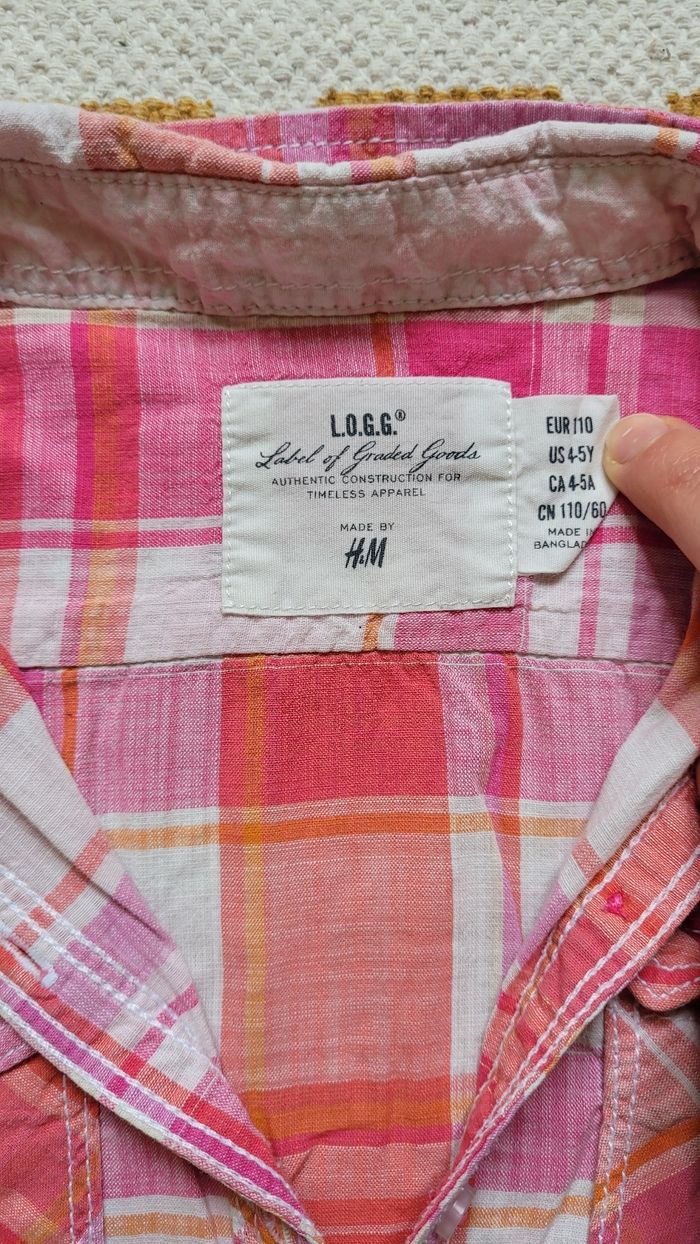 L.O.G.G.®
Label of Graded Goods
AUTHENTIC CONSTRUCTION FOR
TIMELESS APPAREL
MADE BY
H&M
EUR 110
US 4-5Y
CA 4-5A
CN 110/60
MADE IN